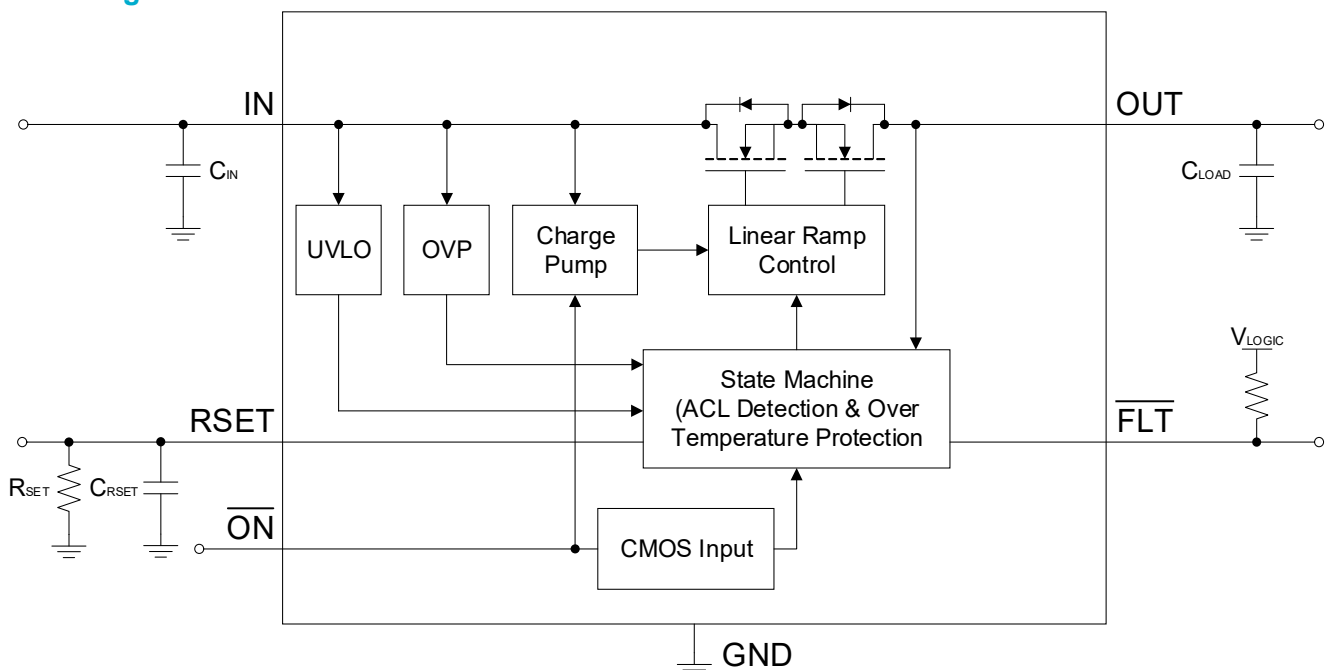 IN
OUT
CIN
CLOAD
UVLO
OVP
Charge
Pump
Linear Ramp
Control
VLOGIC
State Machine
(ACL Detection & Over
Temperature Protection
RSET
FLT
RSET
CRSET
ON
CMOS Input
GND